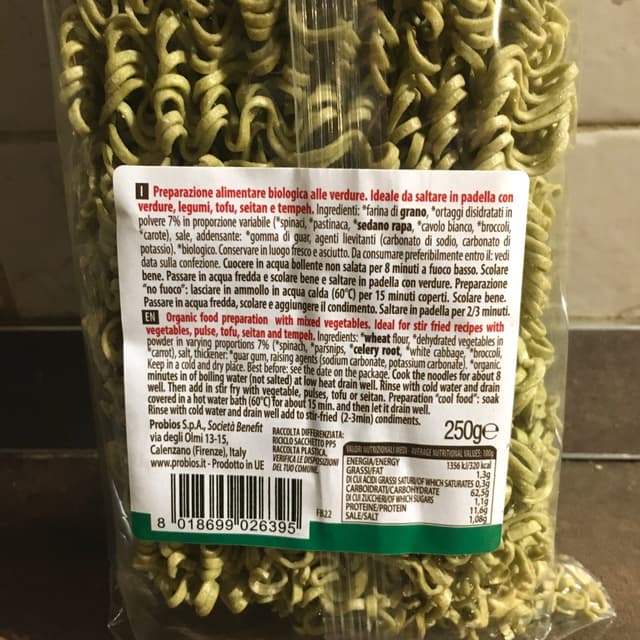 I Preparazione alimentare biologica alle verdure. Ideale da saltare in padella con
verdure, legumi, tofu, seitan e tempeh. Ingredienti: *farina di grano, *ortaggi disidratati in
polvere 7% in proporzione variabile (*spinaci, *pastinaca, *sedano rapa, *cavolo bianco, *broccoli,
*carote), sale, addensante: *gomma di guar, agenti lievitanti (carbonato di sodio, carbonato di
potassio). *biologico. Conservare in luogo fresco e asciutto. Da consumare preferibilmente entro il: vedi
data sulla confezione. Cuocere in acqua bollente non salata per 8 minuti a fuoco basso. Scolare
bene. Passare in acqua fredda e scolare bene e saltare in padella con verdure. Preparazione
"no fuoco": lasciare in ammollo in acqua calda (60°C) per 15 minuti coperti. Scolare bene.
Passare in acqua fredda, scolare e aggiungere il condimento. Saltare in padella per 2/3 minuti.
EN Organic food preparation with mixed vegetables. Ideal for stir fried recipes with
vegetables, pulse, tofu, seitan and tempeh. Ingredients: *wheat flour, *dehydrated vegetables in
powder in varying proportions 7% (*spinach, *parsnips, *celery root, *white cabbage, *broccoli,
*carrot), salt, thickener: *guar gum, raising agents (sodium carbonate, potassium carbonate). *organic.
Keep in a cold and dry place. Best before: see the date on the package. Cook the noodles for about 8
minutes in of boiling water (not salted) at low heat drain well. Rinse with cold water and drain
well. Then add in stir fry with vegetable, pulses, tofu or seitan. Preparation "cool food": soak
covered in a hot water bath (60°C) for about 15 min. and then let it drain well.
Rinse with cold water and drain well add to stir-fried (2-3min) condiments.
Probios S.p.A., Società Benefit
via degli Olmi 13-15,
Calenzano (Firenze), Italy
www.probios.it - Prodotto in UE
RACCOLTA DIFFERENZIATA:
RICICLO SACCHETTO PP5
RACCOLTA PLASTICA.
VERIFICA LE DISPOSIZIONI
DEL TUO COMUNE.
250g℮
VALORI NUTRIZIONALI MEDI - AVERAGE NUTRITIONAL VALUES: 100g
ENERGIA/ENERGY 1356 kJ/320 kcal
GRASSI/FAT 1,3g
DI CUI ACIDI GRASSI SATURI/OF WHICH SATURATES 0,3g
CARBOIDRATI/CARBOHYDRATE 62,5g
DI CUI ZUCCHERI/OF WHICH SUGARS 1,1g
PROTEINE/PROTEIN 11,6g
SALE/SALT 1,08g
8 018699 026395
FB22